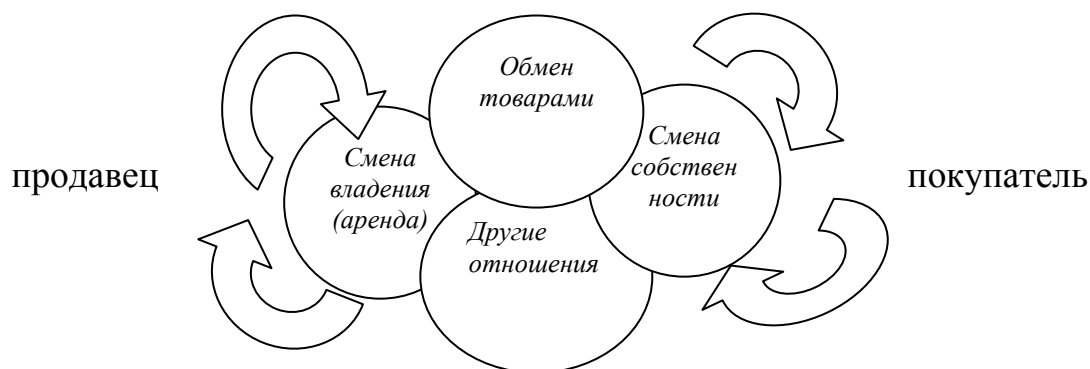 Обмен
товарами
Смена
владения
(аренда)
Смена
собствен
ности
продавец
покупатель
Другие
отношения